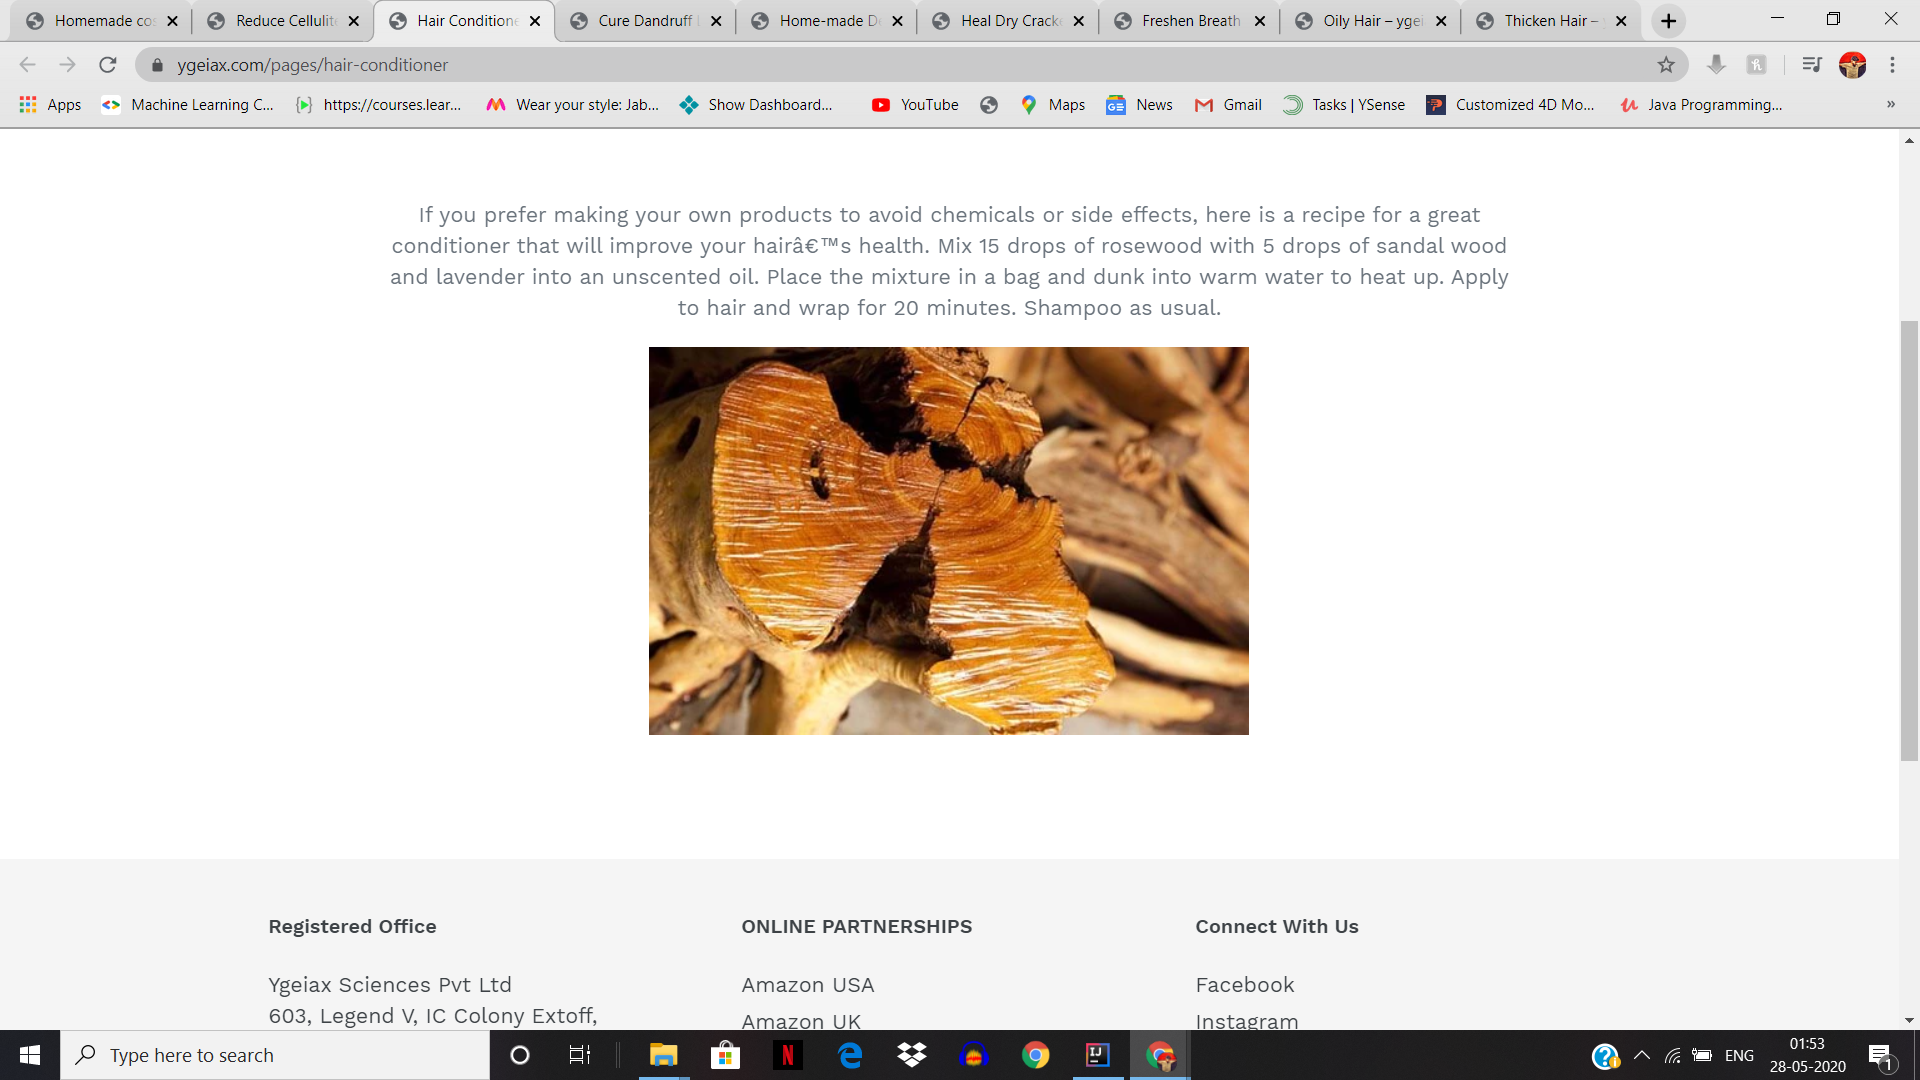 Homemade cos
Reduce Cellulite
Hair Conditione
Cure Dandruff
Home-made D
Heal Dry Cracke
Freshen Breath
Oily Hair – ygei
Thicken Hair –
ygeiax.com/pages/hair-conditioner
Apps
Machine Learning C...
https://courses.lear...
Wear your style: Jab...
Show Dashboard...
YouTube
Maps
News
Gmail
Tasks | YSense
Customized 4D Mo...
Java Programming...
»
If you prefer making your own products to avoid chemicals or side effects, here is a recipe for a great
conditioner that will improve your hairâ€™s health. Mix 15 drops of rosewood with 5 drops of sandal wood
and lavender into an unscented oil. Place the mixture in a bag and dunk into warm water to heat up. Apply
to hair and wrap for 20 minutes. Shampoo as usual.
Registered Office
Ygeiax Sciences Pvt Ltd
603, Legend V, IC Colony Extoff,
ONLINE PARTNERSHIPS
Amazon USA
Amazon UK
Connect With Us
Facebook
Instagram
Type here to search
ENG
01:53
28-05-2020
1